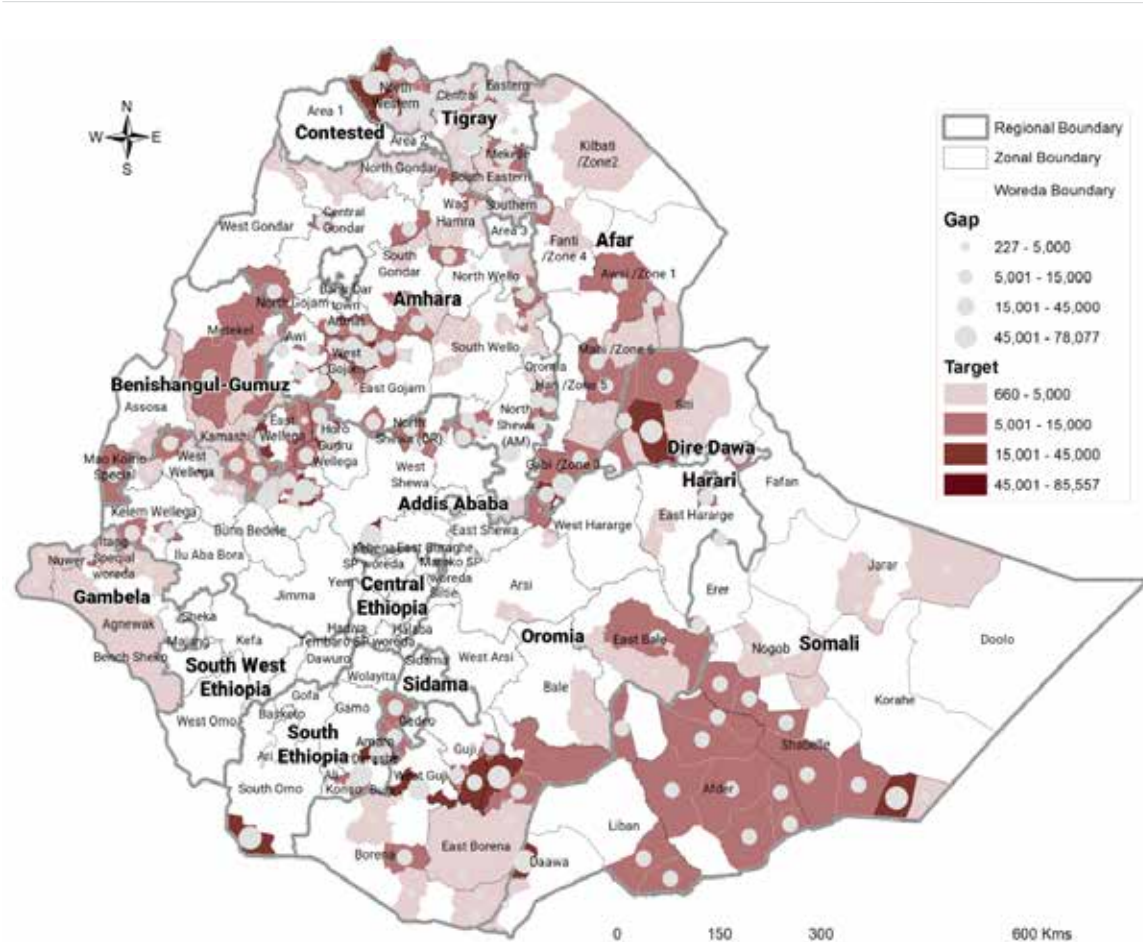 N
W E
S
Area 1
Contested
North
Western
Central
Eastern
Tigray
Area 2
Mekele
South Eastern
Southern
North Gondar
Wag
Hamra
Area 3
Kilbati
/Zone2
West Gondar
Central
Gondar
South
Gondar
Fanti
/Zone 4
Afar
Awsi /Zone 1
North Wello
North Gojam
Amhara
town
Metekel
Awi
West
Gojam
East Gojam
South Wello
Oromia
Hari /Zone 5
Siti
Benishangul-Gumuz
Assosa
Kamashi
East
Wellega
Horo
Gudru
Wellega
North
North
Shewa
(AM)
Dire Dawa
Mao Komo
Special
West
Wellega
West
Shewa
Gabi /Zone 3
Harari
Fafan
Addis Ababa
Kelem Wellega
Buno Bedele
East Shewa
West Hararge
East Hararge
Itang
Special
woreda
Nuwer
Ilu Aba Bora
SP woreda
woreda
Central
Ethiopia
Gambela
Jimma
Arsi
Erer
Jarar
Agnewak
Sheka
Majang
Kefa
Halaba
Oromia
East Bale
Nogob
Somali
Doolo
Bench Sheko
South West
Ethiopia
Dawuro
Wolayita
Sidama
Sidama
West Arsi
Bale
Korahe
West Omo
Gofa
Basketo
Gamo
Gedeo
South
Ethiopia
Ari
Guji
Shabelle
South Omo
Ale
Konso
West Guji
Afder
Liban
Borena
East Borena
Daawa
Regional Boundary
Zonal Boundary
Woreda Boundary
Gap
227 - 5,000
5,001 - 15,000
15,001 - 45,000
45,001 - 78,077
Target
660 - 5,000
5,001 - 15,000
15,001 - 45,000
45,001 - 85,557
0 150 300 600 Kms